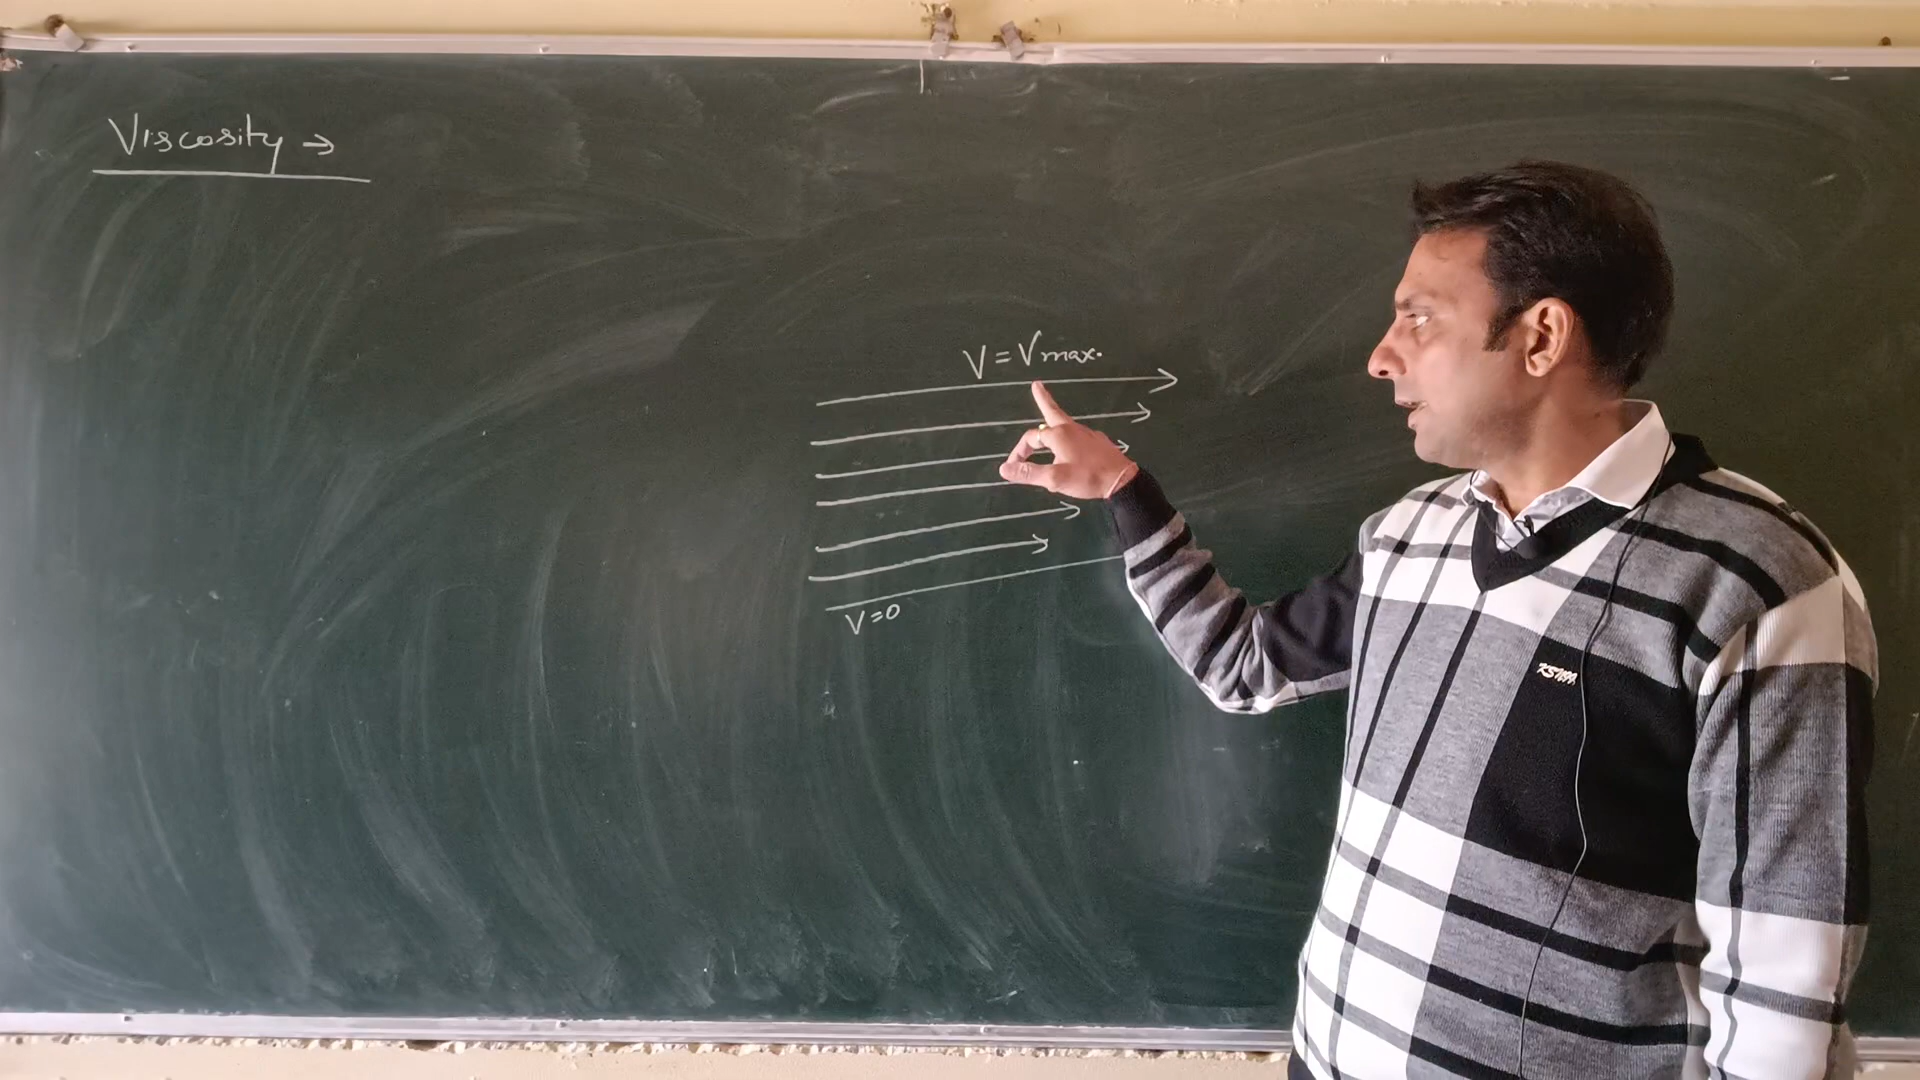 Viscosity →
V = Vmax.
V=0